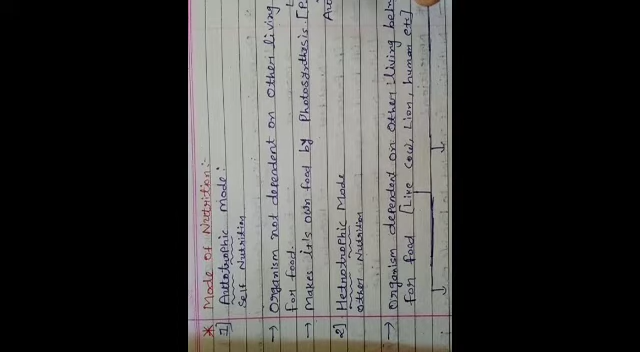 * Mode of Nutrition:-
1] Autotrophic mode:
Self Nutrition
→ Organism not dependent on other living
for food.
→ Makes it's own food by Photosynthesis [P
2] Hetrotrophic Mode
other Nutrition
→ Organism dependent on other living bein
for food [Like Cow, Lion, human etc]